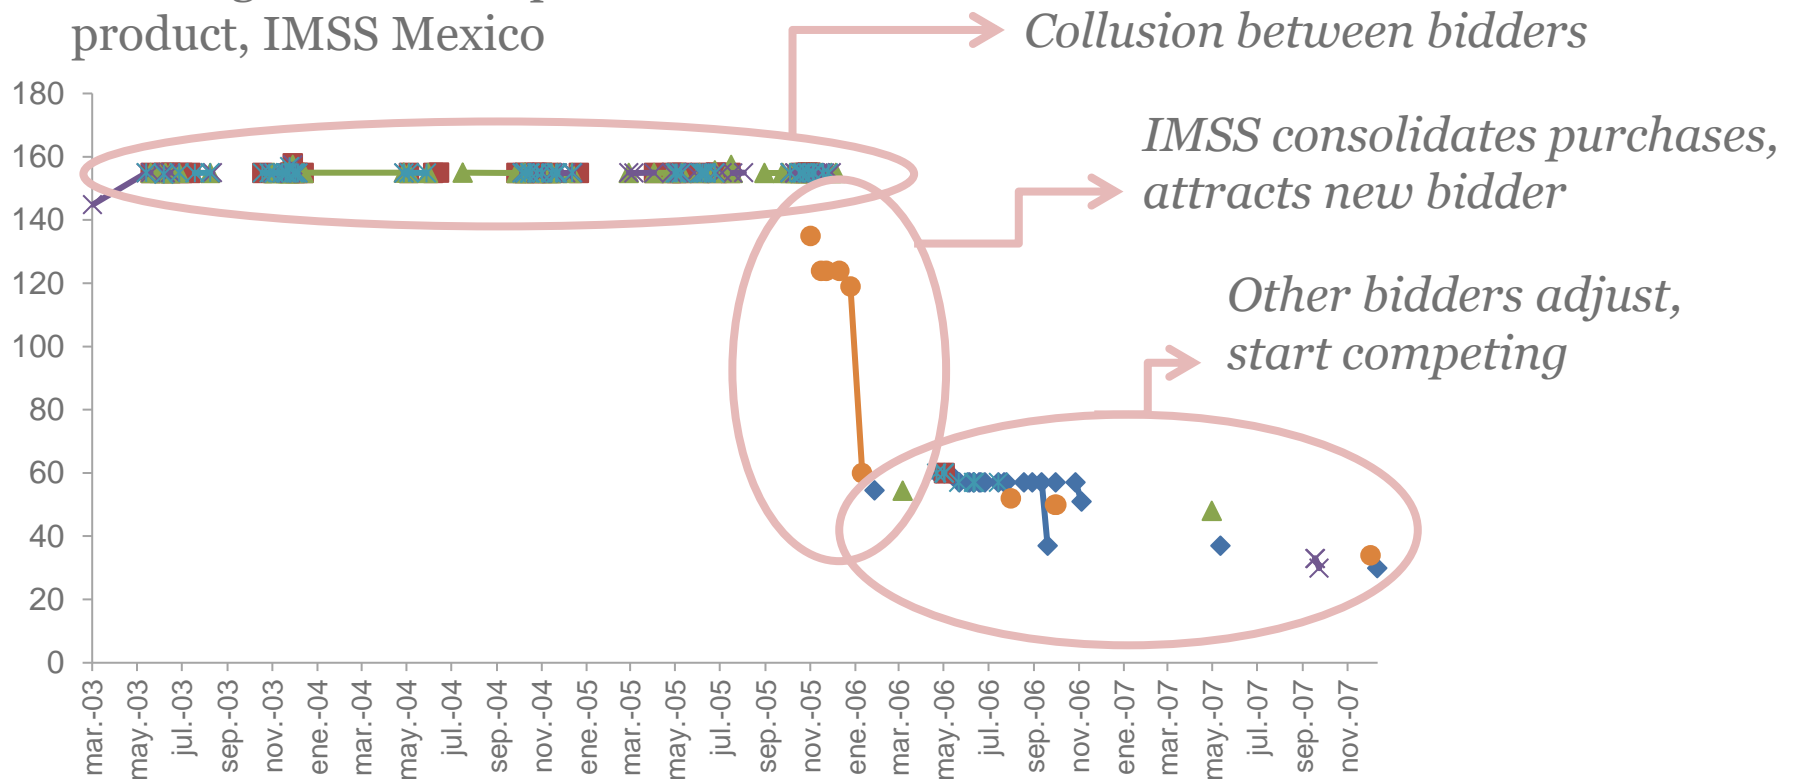 product, IMSS Mexico
Collusion between bidders
IMSS consolidates purchases,
attracts new bidder
Other bidders adjust,
start competing
180
160
140
120
100
80
60
40
20
0
mar.-03
may.-03
jul.-03
sep.-03
nov.-03
ene.-04
mar.-04
may.-04
jul.-04
sep.-04
nov.-04
ene.-05
mar.-05
may.-05
jul.-05
sep.-05
nov.-05
ene.-06
mar.-06
may.-06
jul.-06
sep.-06
nov.-06
ene.-07
mar.-07
may.-07
jul.-07
sep.-07
nov.-07